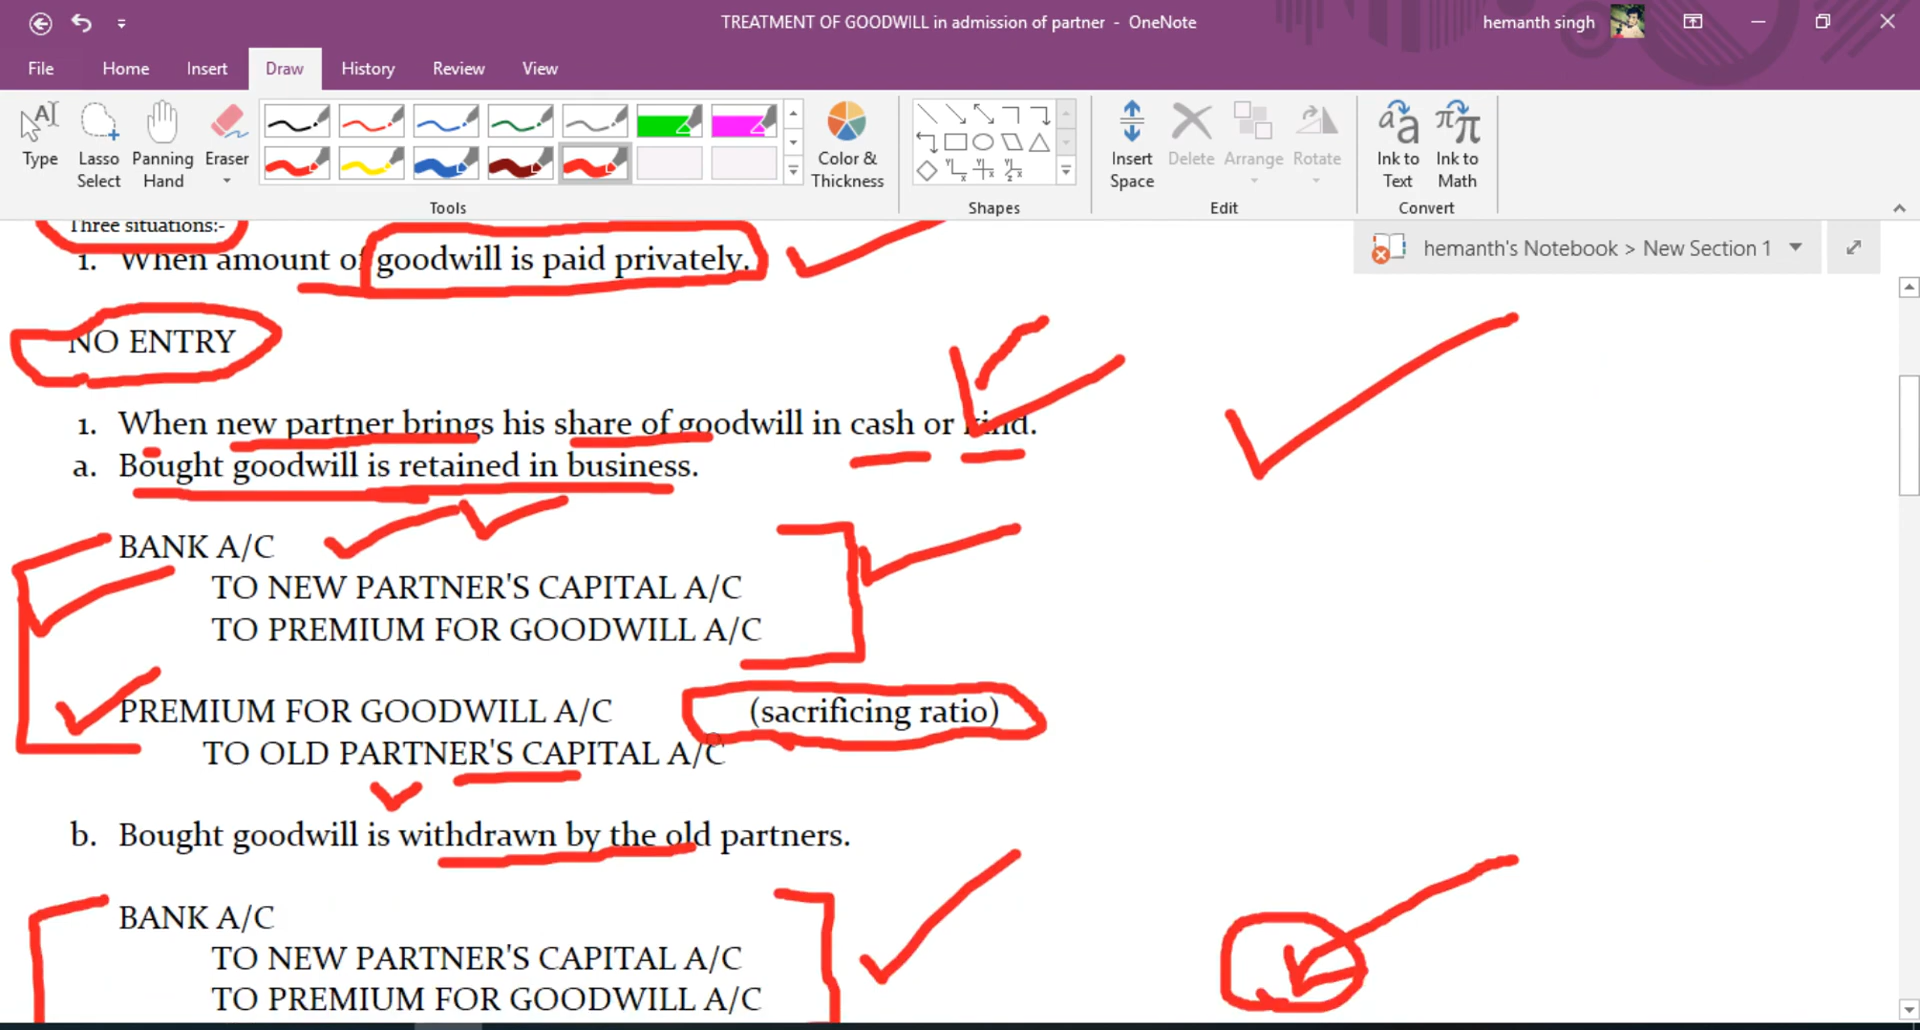 TREATMENT OF GOODWILL in admission of partner - OneNote
hemanth singh
File Home Insert Draw History Review View
Type
Lasso Select
Panning Hand
Eraser
Color & Thickness
Insert Space
Delete
Arrange
Rotate
Ink to Text
Ink to Math
Tools
Shapes
Edit
Convert
hemanth's Notebook > New Section 1
Three situations:-
1. When amount of goodwill is paid privately.
NO ENTRY
1. When new partner brings his share of goodwill in cash or kind.
a. Bought goodwill is retained in business.
BANK A/C
TO NEW PARTNER'S CAPITAL A/C
TO PREMIUM FOR GOODWILL A/C
PREMIUM FOR GOODWILL A/C (sacrificing ratio)
TO OLD PARTNER'S CAPITAL A/C
b. Bought goodwill is withdrawn by the old partners.
BANK A/C
TO NEW PARTNER'S CAPITAL A/C
TO PREMIUM FOR GOODWILL A/C